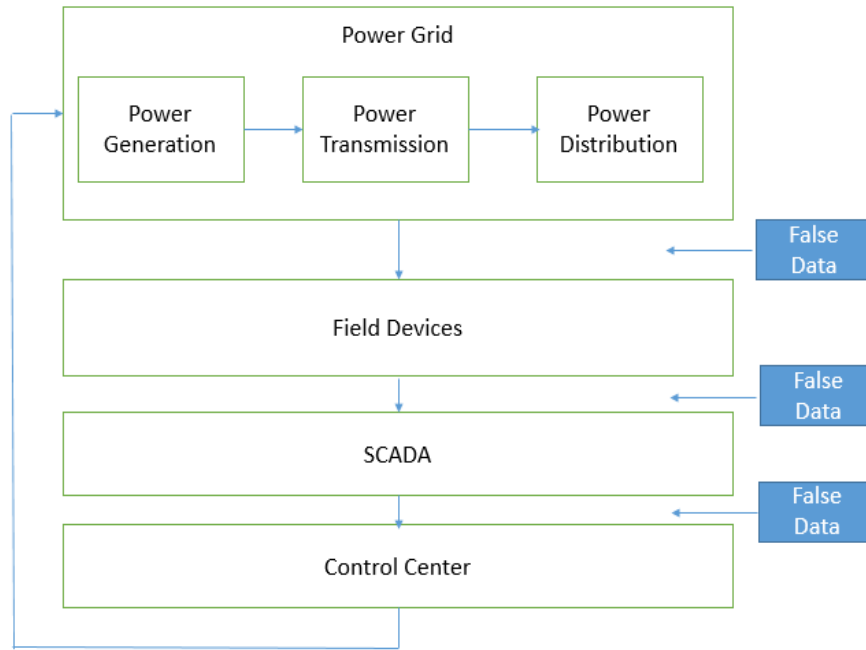 Power Grid
Power
Generation
Power
Transmission
Power
Distribution
False
Data
Field Devices
False
Data
SCADA
False
Data
Control Center